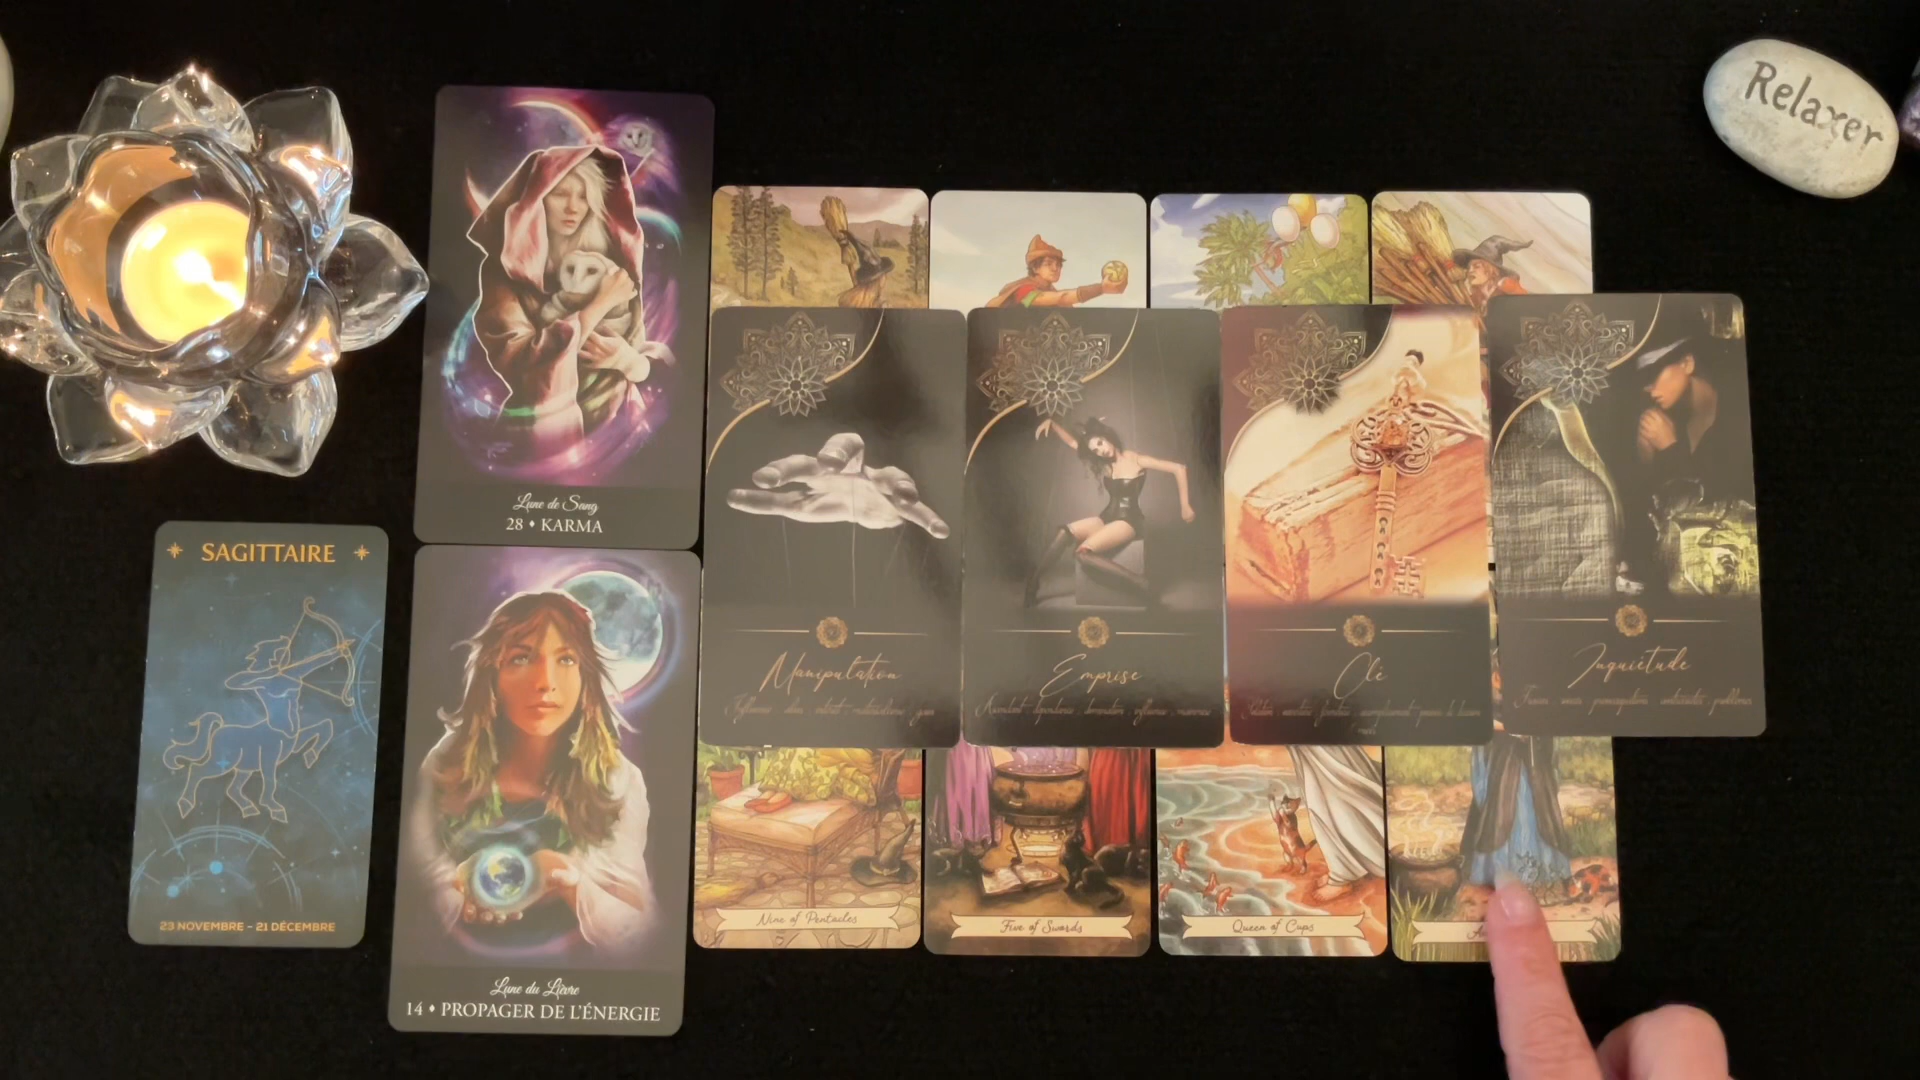 Relaxer
Lune de Sang
28 ♦ KARMA
SAGITTAIRE
23 NOVEMBRE - 21 DÉCEMBRE
Lune du Lièvre
14 ♦ PROPAGER DE L'ÉNERGIE
Manipulation
Emprise
Clé
Inquiétude
Nine of Pentacles
Five of Swords
Queen of Cups